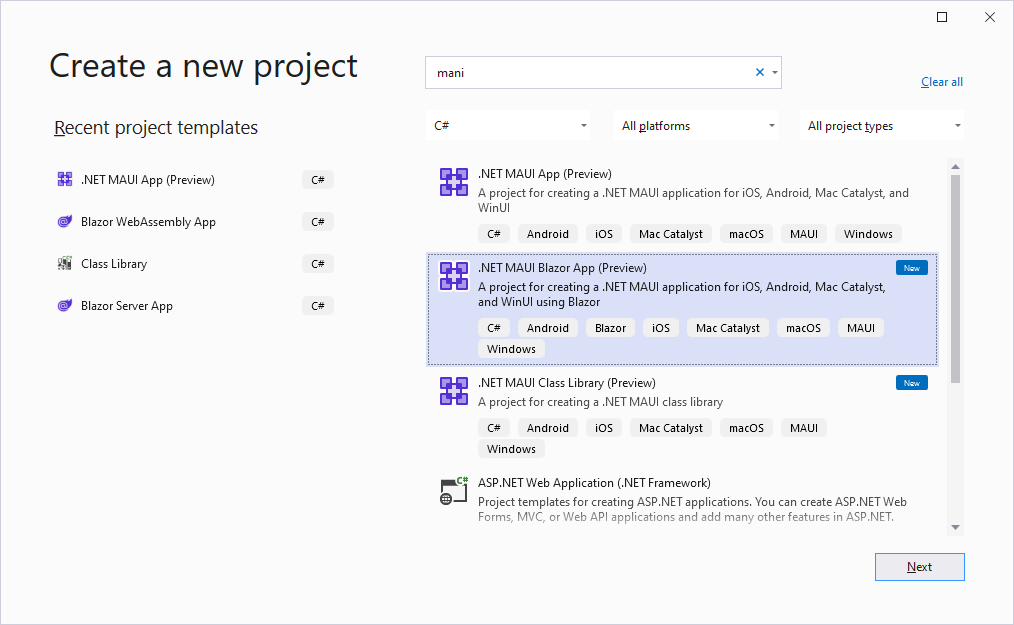 Create a new project
mani
Clear all
C#
All platforms
All project types
Recent project templates
.NET MAUI App (Preview)
C#
Blazor WebAssembly App
C#
Class Library
C#
Blazor Server App
C#
.NET MAUI App (Preview)
A project for creating a .NET MAUI application for iOS, Android, Mac Catalyst, and
WinUI
C# Android iOS Mac Catalyst macOS MAUI Windows
.NET MAUI Blazor App (Preview)
New
A project for creating a .NET MAUI application for iOS, Android, Mac Catalyst,
and WinUI using Blazor
C# Android Blazor iOS Mac Catalyst macOS MAUI
Windows
.NET MAUI Class Library (Preview)
New
A project for creating a .NET MAUI class library
C# Android iOS Mac Catalyst macOS MAUI
Windows
C#
ASP.NET Web Application (.NET Framework)
Project templates for creating ASP.NET applications. You can create ASP.NET Web
Forms, MVC, or Web API applications and add many other features in ASP.NET.
Next